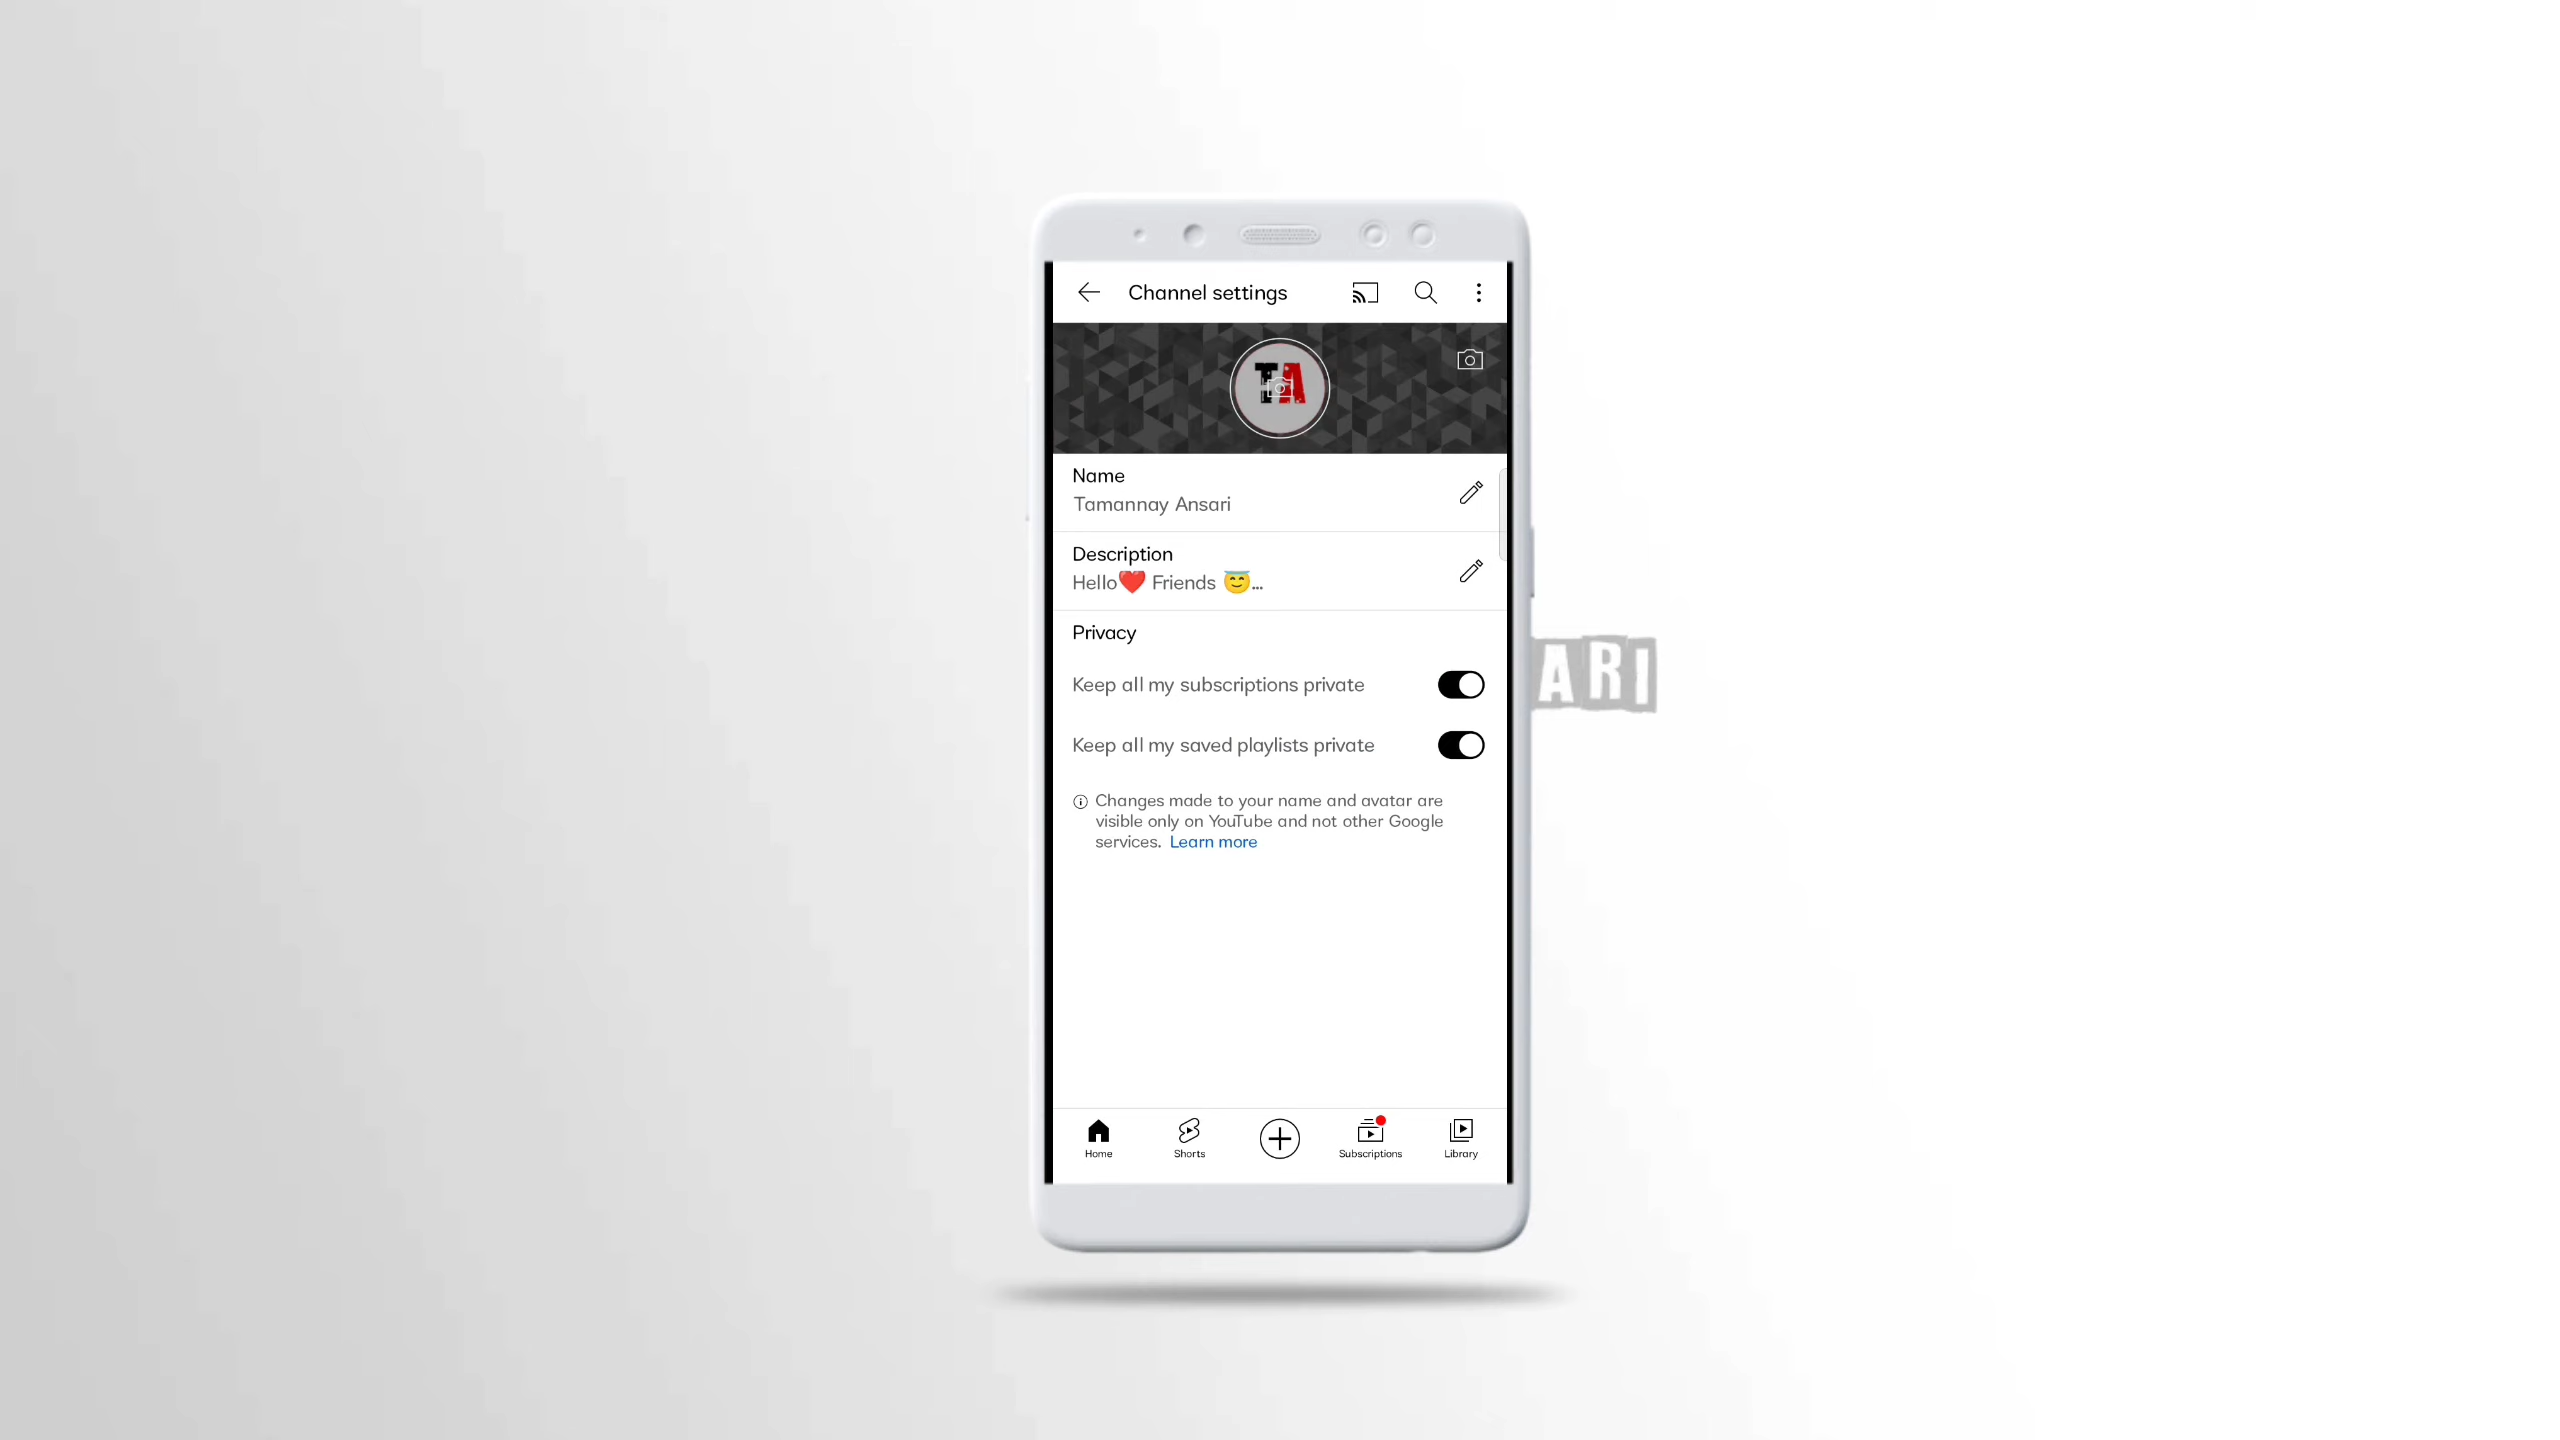 Channel settings
TA
Name
Tamannay Ansari
Description
Hello❤️ Friends 😇...
Privacy
Keep all my subscriptions private
ARI
Keep all my saved playlists private
Changes made to your name and avatar are
visible only on YouTube and not other Google
services. Learn more
Home
Shorts
Subscriptions
Library